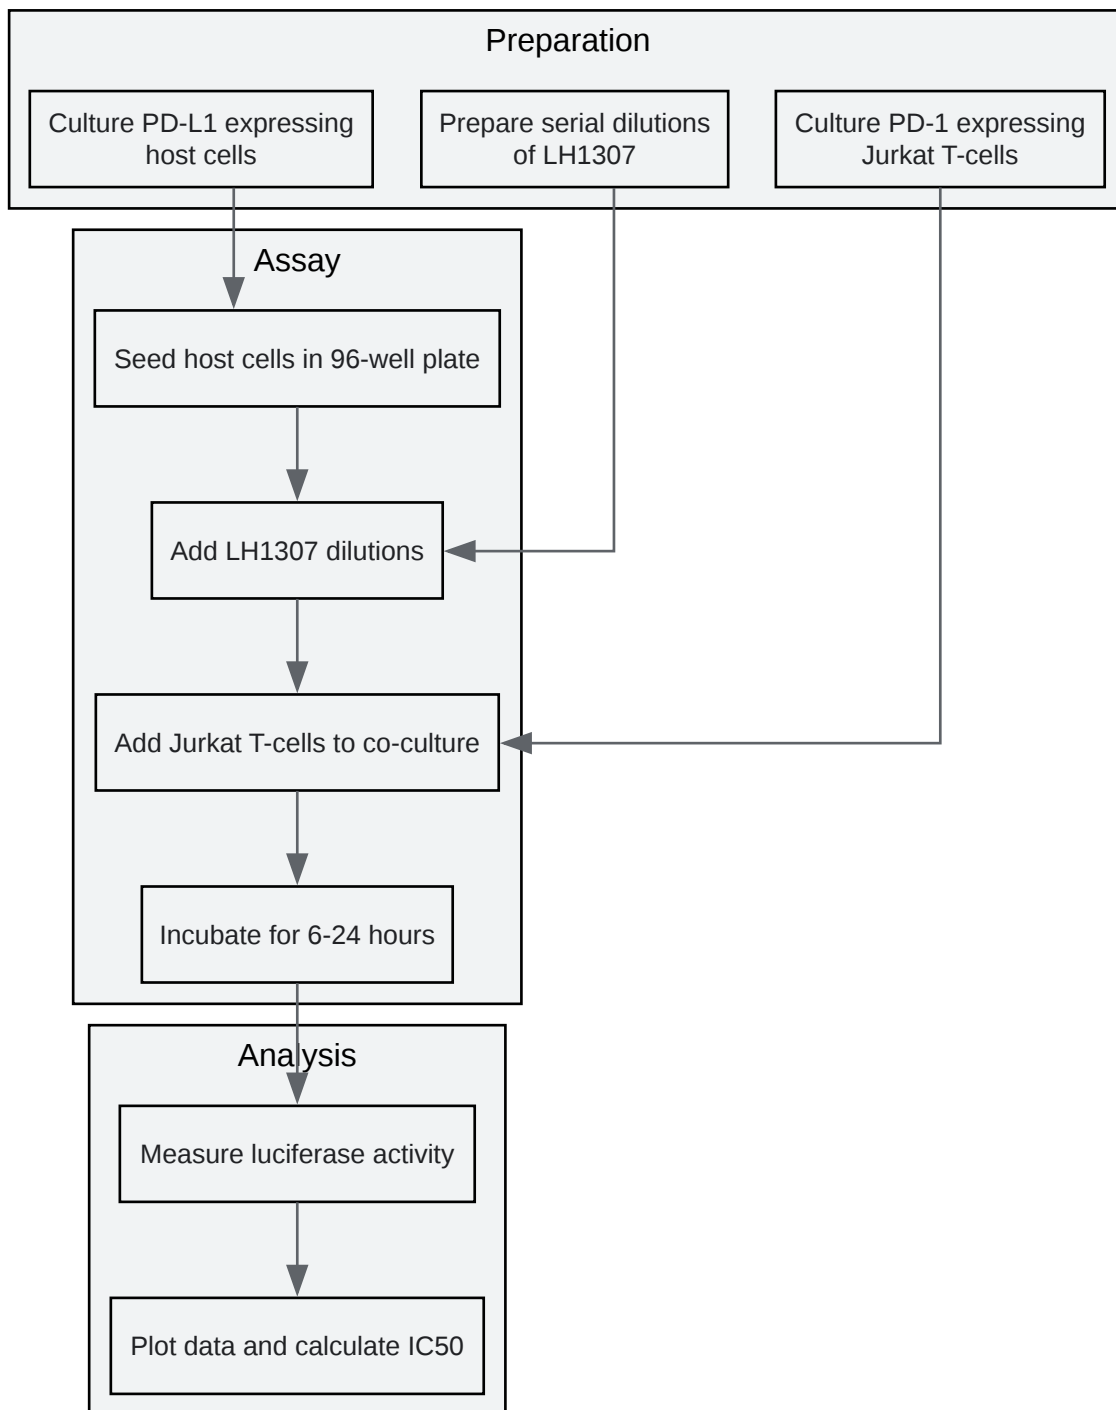 Preparation
Culture PD-L1 expressing
host cells
Prepare serial dilutions
of LH1307
Culture PD-1 expressing
Jurkat T-cells
Assay
Seed host cells in 96-well plate
Add LH1307 dilutions
Add Jurkat T-cells to co-culture
Incubate for 6-24 hours
Analysis
Measure luciferase activity
Plot data and calculate IC50